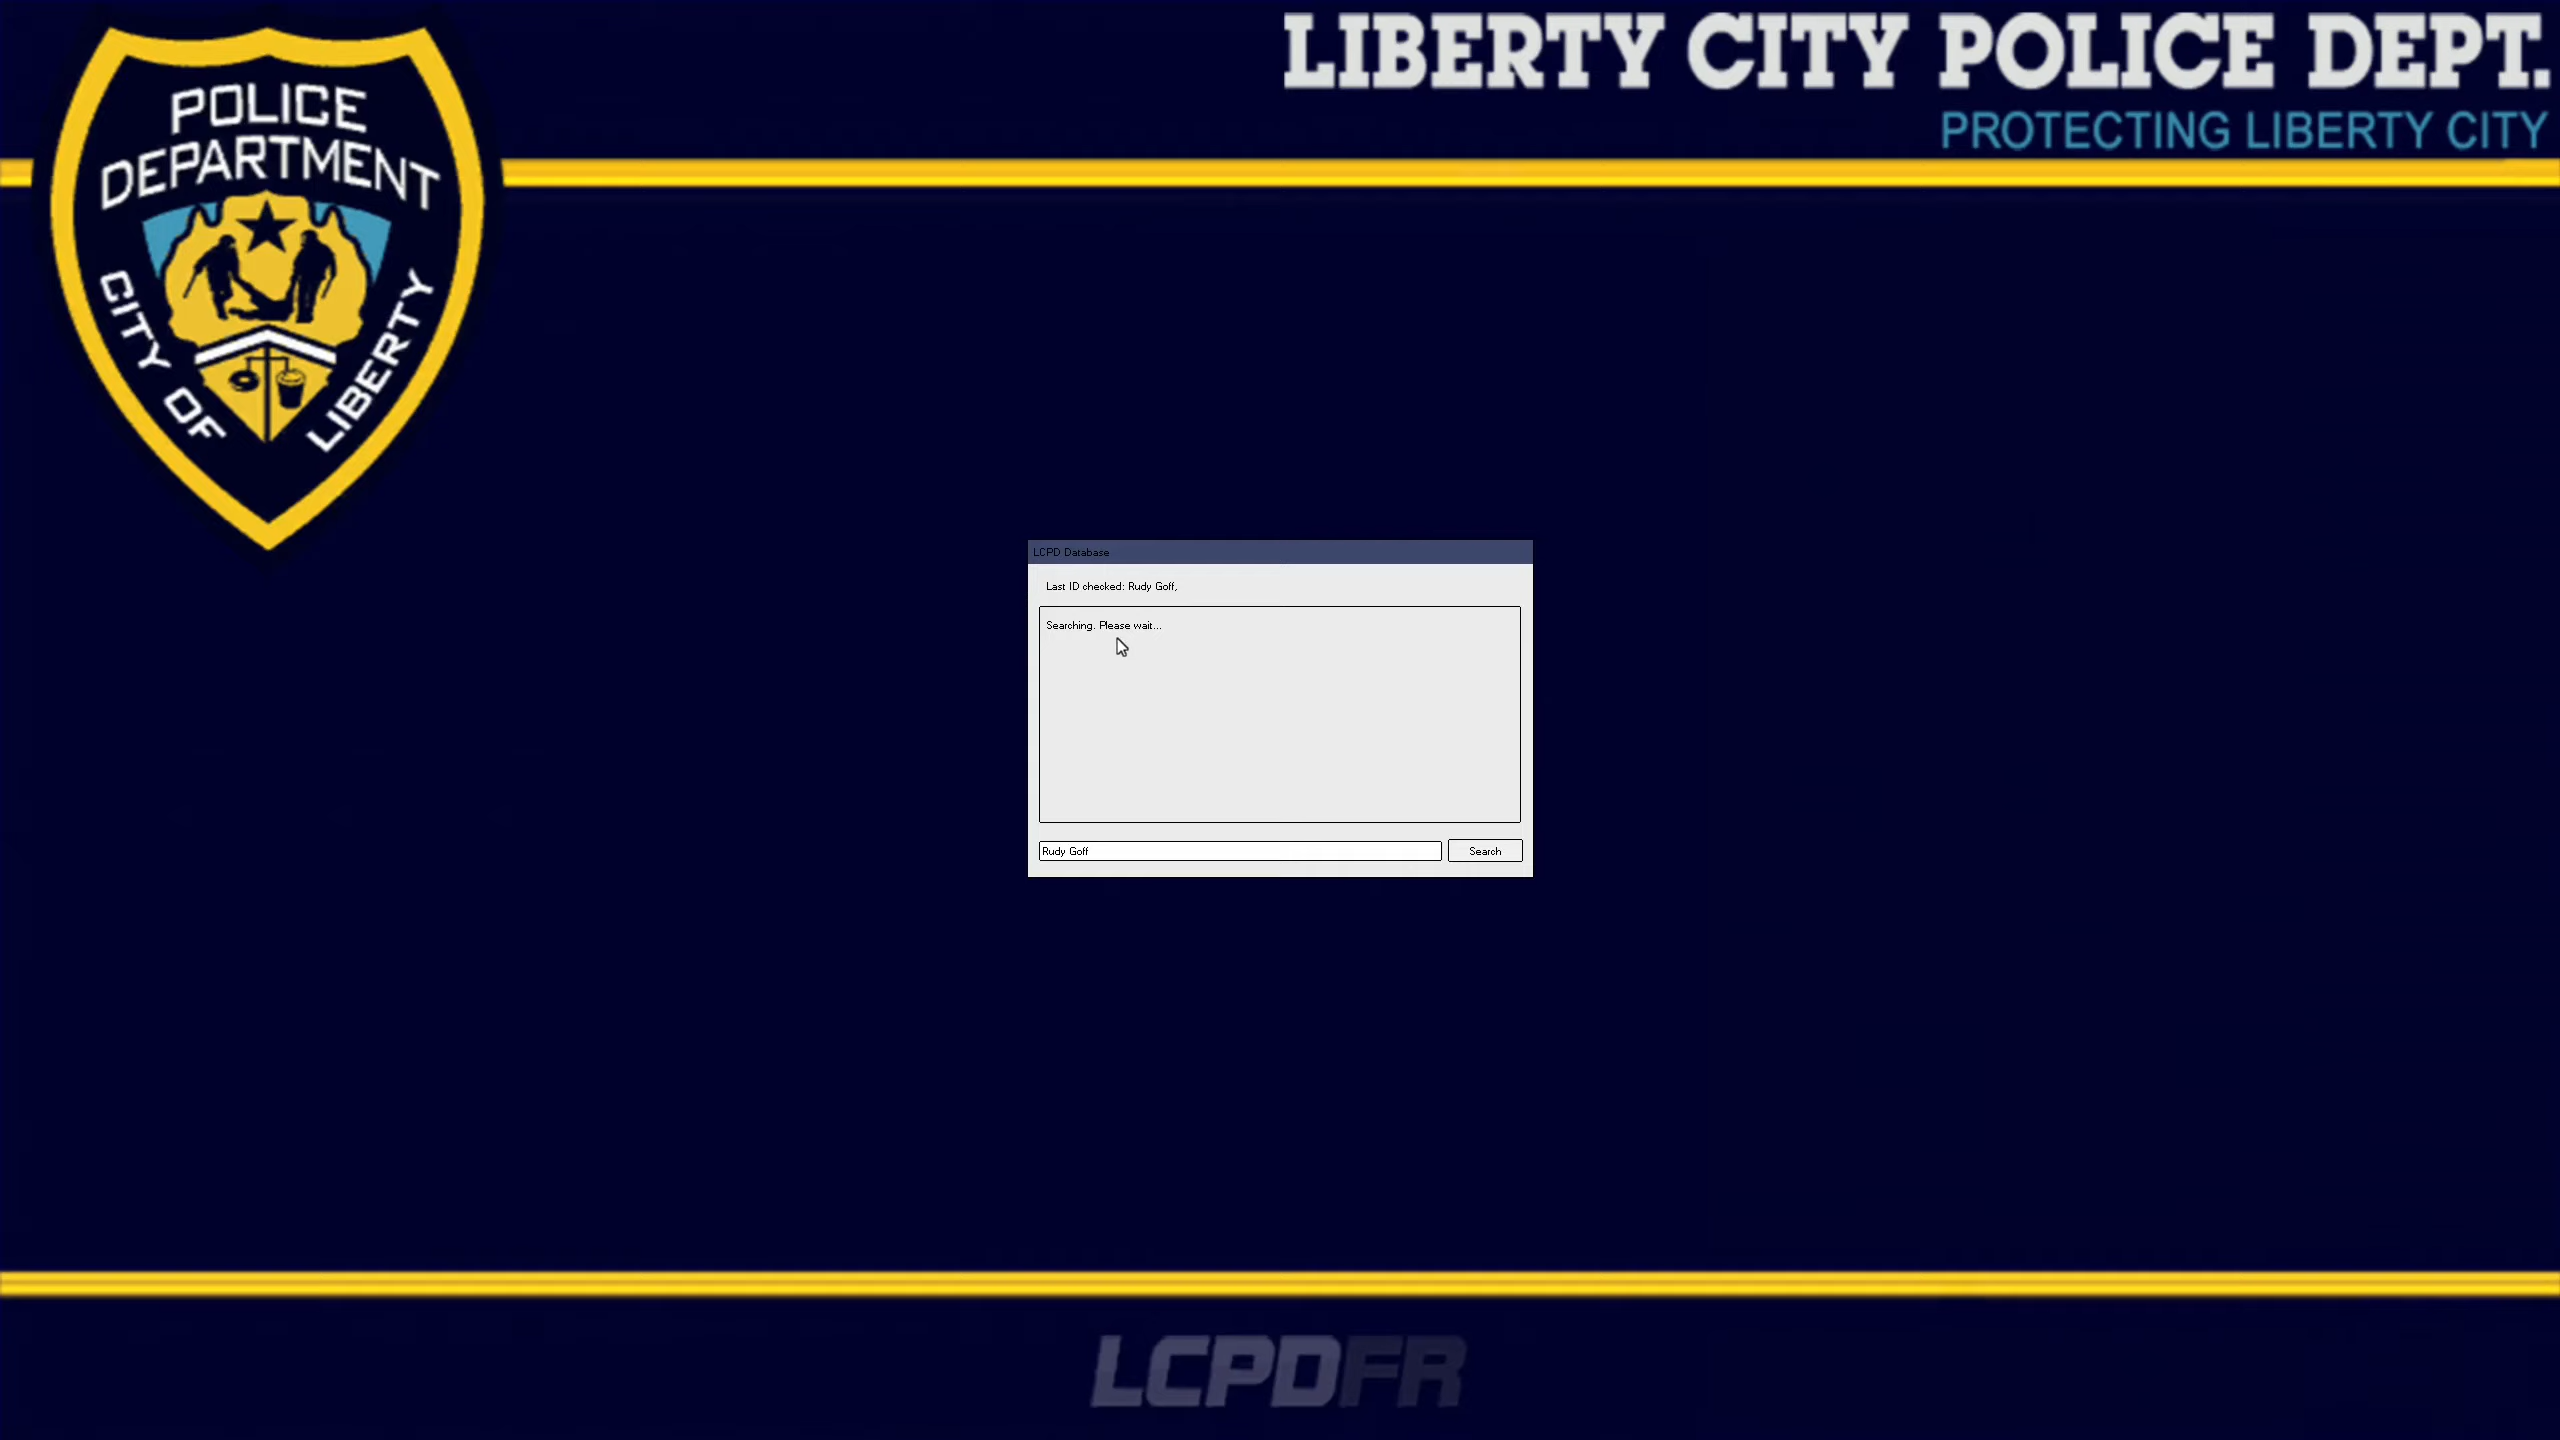 LIBERTY CITY POLICE DEPT.
PROTECTING LIBERTY CITY
POLICE
DEPARTMENT
CITY OF LIBERTY
LCPD Database
Last ID checked: Rudy Goff,
Searching. Please wait...
Rudy Goff
Search
LCPDFR